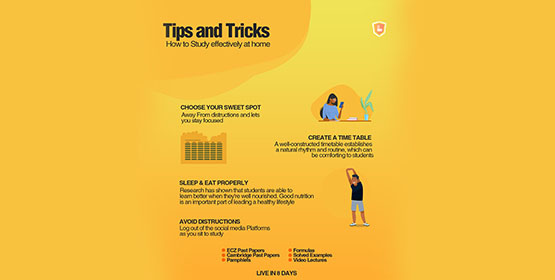 Tips and Tricks
How to Study effectively at home
CHOOSE YOUR SWEET SPOT
Away From distructions and lets
you stay focused
CREATE A TIME TABLE
A well-constructed timetable establishes
a natural rhythm and routine, which can
be comforting to students
SLEEP & EAT PROPERLY
Research has shown that students are able to
learn better when they're well nourished. Good nutrition
is an important part of leading a healthy lifestyle
AVOID DISTRUCTIONS
Log out of the social media Platforms
as you sit to study
ECZ Past Papers
Cambridge Past Papers
Pamphlets
Formulas
Solved Examples
Video Lectures
LIVE IN 8 DAYS